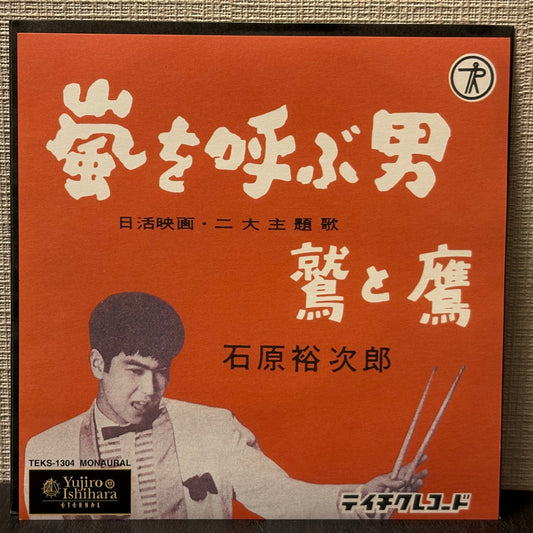 嵐を呼ぶ男
日活映画・二大主題歌
鷲と鷹
石原裕次郎
TEKS-1304 MONAURAL
Yujiro
Ishihara
ETERNAL
テイチクレコード